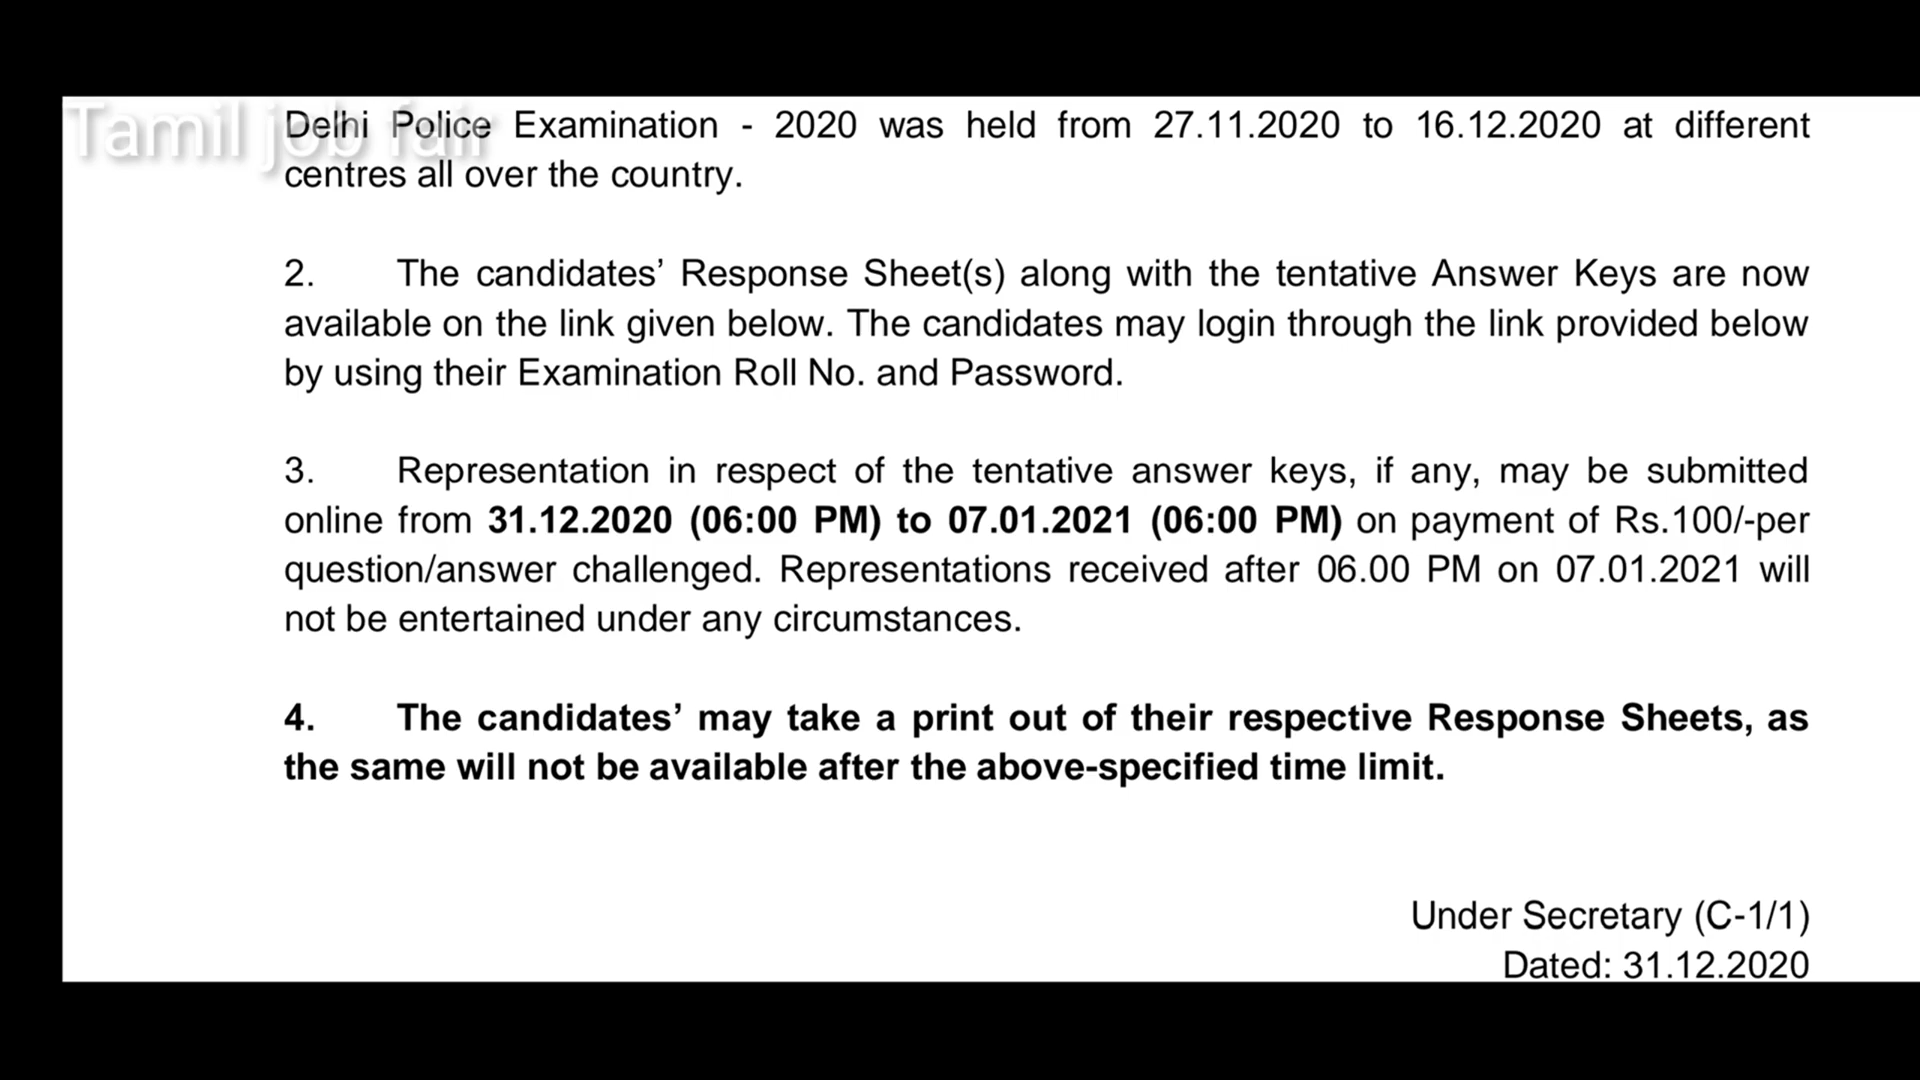 Tamil job fair
Delhi Police Examination - 2020 was held from 27.11.2020 to 16.12.2020 at different
centres all over the country.
2. The candidates’ Response Sheet(s) along with the tentative Answer Keys are now
available on the link given below. The candidates may login through the link provided below
by using their Examination Roll No. and Password.
3. Representation in respect of the tentative answer keys, if any, may be submitted
online from 31.12.2020 (06:00 PM) to 07.01.2021 (06:00 PM) on payment of Rs.100/-per
question/answer challenged. Representations received after 06.00 PM on 07.01.2021 will
not be entertained under any circumstances.
4. The candidates’ may take a print out of their respective Response Sheets, as
the same will not be available after the above-specified time limit.
Under Secretary (C-1/1)
Dated: 31.12.2020